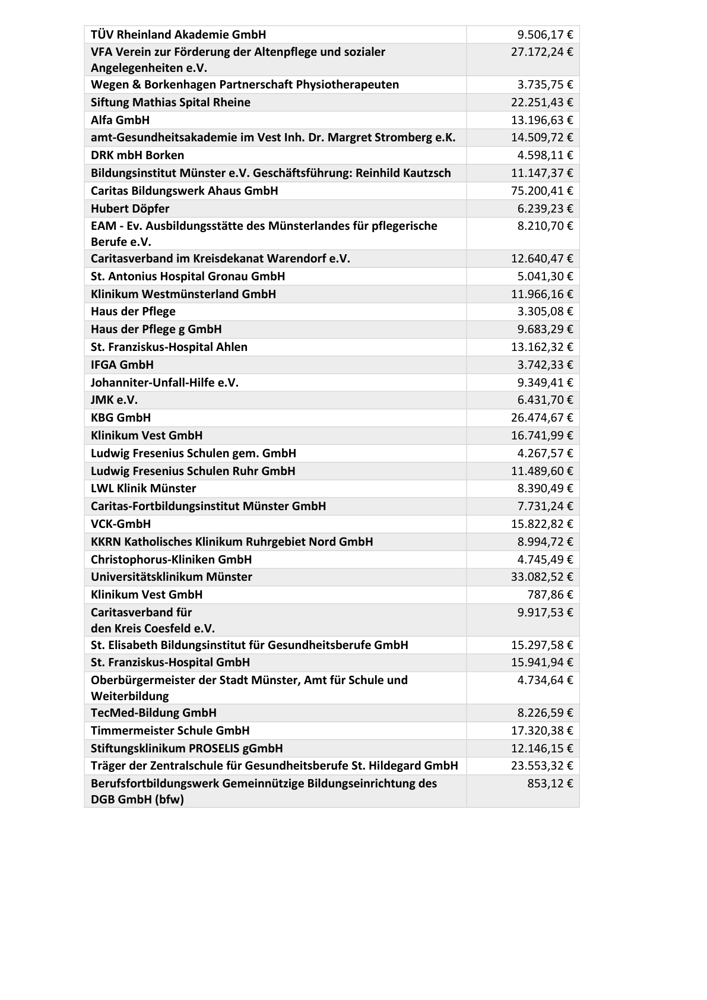 TÜV Rheinland Akademie GmbH 9.506,17 €
VFA Verein zur Förderung der Altenpflege und sozialer 27.172,24 €
Angelegenheiten e.V.
Wegen & Borkenhagen Partnerschaft Physiotherapeuten 3.735,75 €
Siftung Mathias Spital Rheine 22.251,43 €
Alfa GmbH 13.196,63 €
amt-Gesundheitsakademie im Vest Inh. Dr. Margret Stromberg e.K. 14.509,72 €
DRK mbH Borken 4.598,11 €
Bildungsinstitut Münster e.V. Geschäftsführung: Reinhild Kautzsch 11.147,37 €
Caritas Bildungswerk Ahaus GmbH 75.200,41 €
Hubert Döpfer 6.239,23 €
EAM - Ev. Ausbildungsstätte des Münsterlandes für pflegerische 8.210,70 €
Berufe e.V.
Caritasverband im Kreisdekanat Warendorf e.V. 12.640,47 €
St. Antonius Hospital Gronau GmbH 5.041,30 €
Klinikum Westmünsterland GmbH 11.966,16 €
Haus der Pflege 3.305,08 €
Haus der Pflege g GmbH 9.683,29 €
St. Franziskus-Hospital Ahlen 13.162,32 €
IFGA GmbH 3.742,33 €
Johanniter-Unfall-Hilfe e.V. 9.349,41 €
JMK e.V. 6.431,70 €
KBG GmbH 26.474,67 €
Klinikum Vest GmbH 16.741,99 €
Ludwig Fresenius Schulen gem. GmbH 4.267,57 €
Ludwig Fresenius Schulen Ruhr GmbH 11.489,60 €
LWL Klinik Münster 8.390,49 €
Caritas-Fortbildungsinstitut Münster GmbH 7.731,24 €
VCK-GmbH 15.822,82 €
KKRN Katholisches Klinikum Ruhrgebiet Nord GmbH 8.994,72 €
Christophorus-Kliniken GmbH 4.745,49 €
Universitätsklinikum Münster 33.082,52 €
Klinikum Vest GmbH 787,86 €
Caritasverband für 9.917,53 €
den Kreis Coesfeld e.V.
St. Elisabeth Bildungsinstitut für Gesundheitsberufe GmbH 15.297,58 €
St. Franziskus-Hospital GmbH 15.941,94 €
Oberbürgermeister der Stadt Münster, Amt für Schule und 4.734,64 €
Weiterbildung
TecMed-Bildung GmbH 8.226,59 €
Timmermeister Schule GmbH 17.320,38 €
Stiftungsklinikum PROSELIS gGmbH 12.146,15 €
Träger der Zentralschule für Gesundheitsberufe St. Hildegard GmbH 23.553,32 €
Berufsfortbildungswerk Gemeinnützige Bildungseinrichtung des 853,12 €
DGB GmbH (bfw)